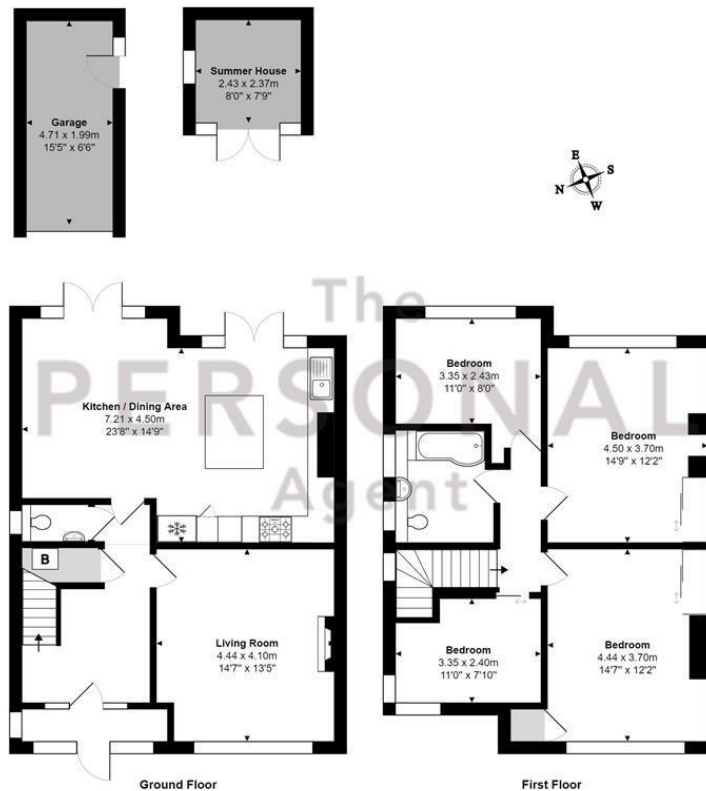 Garage
4.71 x 1.99m
15'5" x 6'6"
Summer House
2.43 x 2.37m
8'0" x 7'9"
E
S
N
W
The
PERSONAL
Agent
Kitchen / Dining Area
7.21 x 4.50m
23'8" x 14'9"
B
Living Room
4.44 x 4.10m
14'7" x 13'5"
Ground Floor
Bedroom
3.35 x 2.43m
11'0" x 8'0"
Bedroom
4.50 x 3.70m
14'9" x 12'2"
Bedroom
3.35 x 2.40m
11'0" x 7'10"
Bedroom
4.44 x 3.70m
14'7" x 12'2"
First Floor